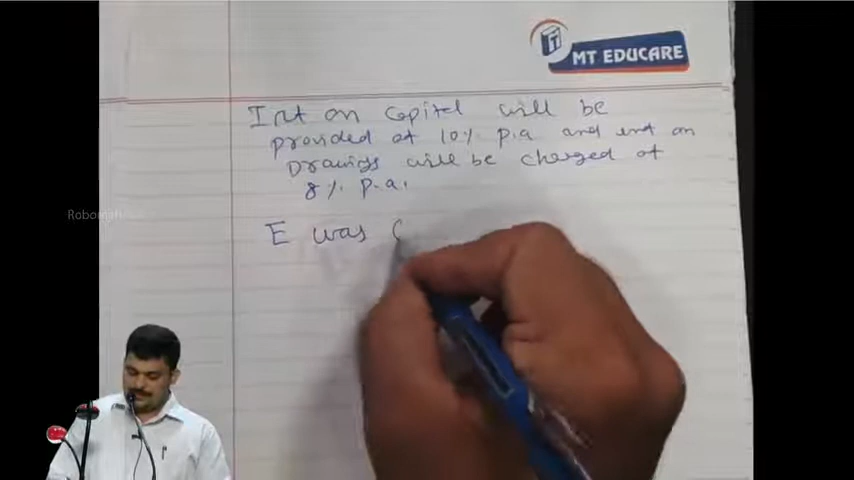 MT EDUCARE
Int on Capital will be
provided at 10% p.a and int on
Drawings will be charged at
8% p.a.
E was